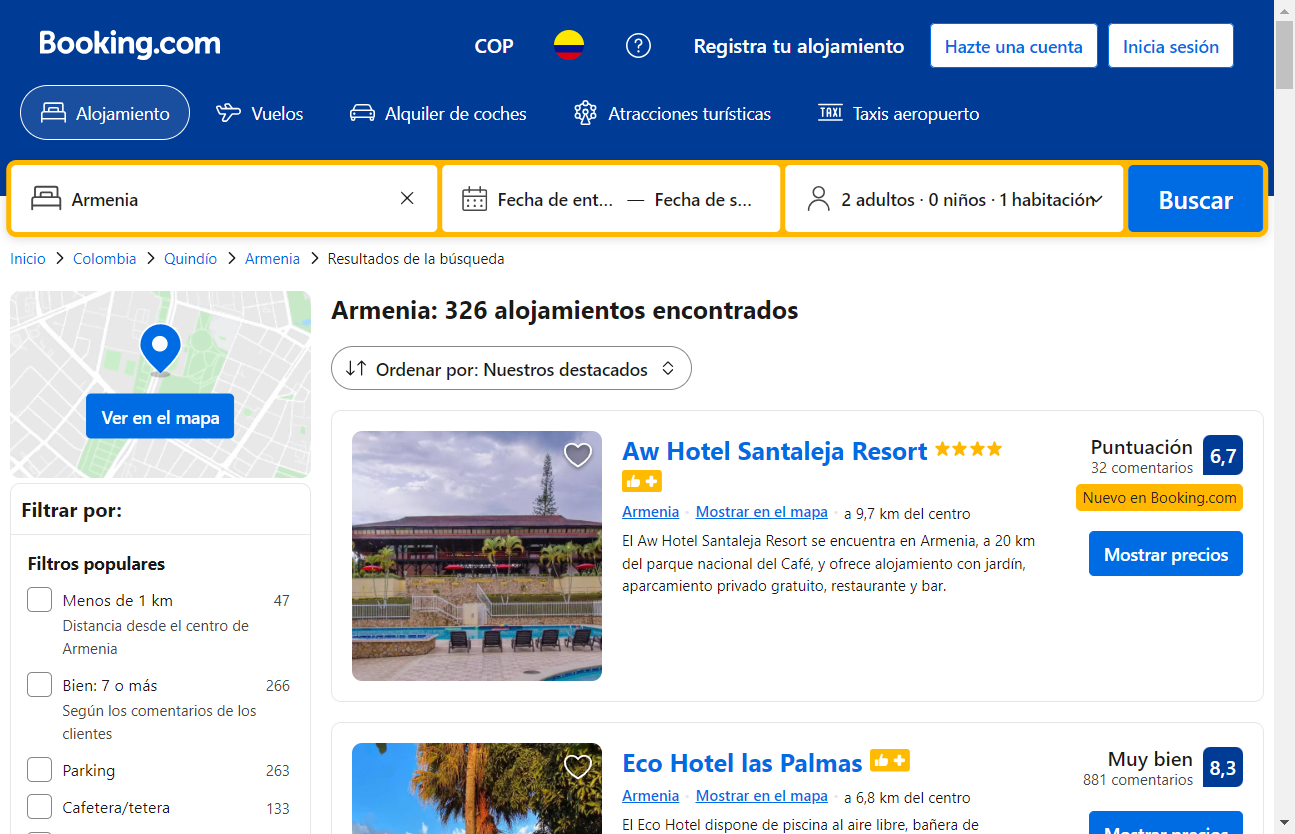 Booking.com
COP
Registra tu alojamiento
Hazte una cuenta
Inicia sesión
Alojamiento
Vuelos
Alquiler de coches
Atracciones turísticas
TAXI
Taxis aeropuerto
Armenia
Fecha de ent... — Fecha de s...
2 adultos · 0 niños · 1 habitación
Buscar
Inicio
Colombia
Quindío
Armenia
Resultados de la búsqueda
Ver en el mapa
Filtrar por:
Filtros populares
Menos de 1 km 47
Distancia desde el centro de
Armenia
Bien: 7 o más 266
Según los comentarios de los
clientes
Parking 263
Cafetera/tetera 133
Armenia: 326 alojamientos encontrados
Ordenar por: Nuestros destacados
Aw Hotel Santaleja Resort
Armenia · Mostrar en el mapa · a 9,7 km del centro
El Aw Hotel Santaleja Resort se encuentra en Armenia, a 20 km
del parque nacional del Café, y ofrece alojamiento con jardín,
aparcamiento privado gratuito, restaurante y bar.
Puntuación
32 comentarios
6,7
Nuevo en Booking.com
Mostrar precios
Eco Hotel las Palmas
Armenia · Mostrar en el mapa · a 6,8 km del centro
El Eco Hotel dispone de piscina al aire libre, bañera de
Muy bien
881 comentarios
8,3
Mostrar precios